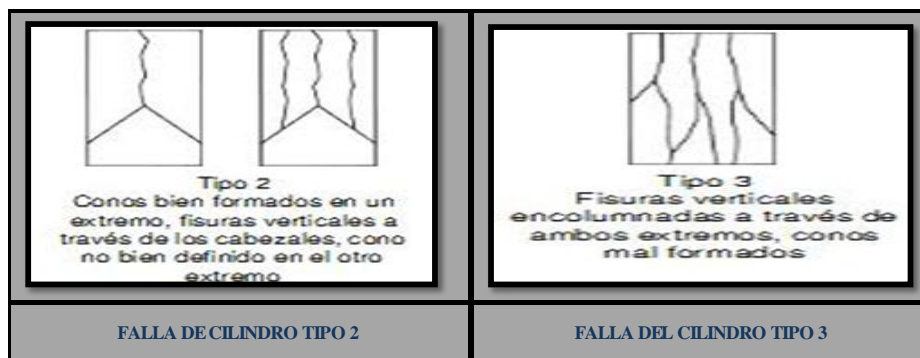 Tipo 2
Conos bien formados en un
extremo, fisuras verticales a
través de los cabezales, cono
no bien definido en el otro
extremo
Tipo 3
Fisuras verticales
encolumnadas a través de
ambos extremos, conos
mal formados
FALLA DE CILINDRO TIPO 2
FALLA DEL CILINDRO TIPO 3